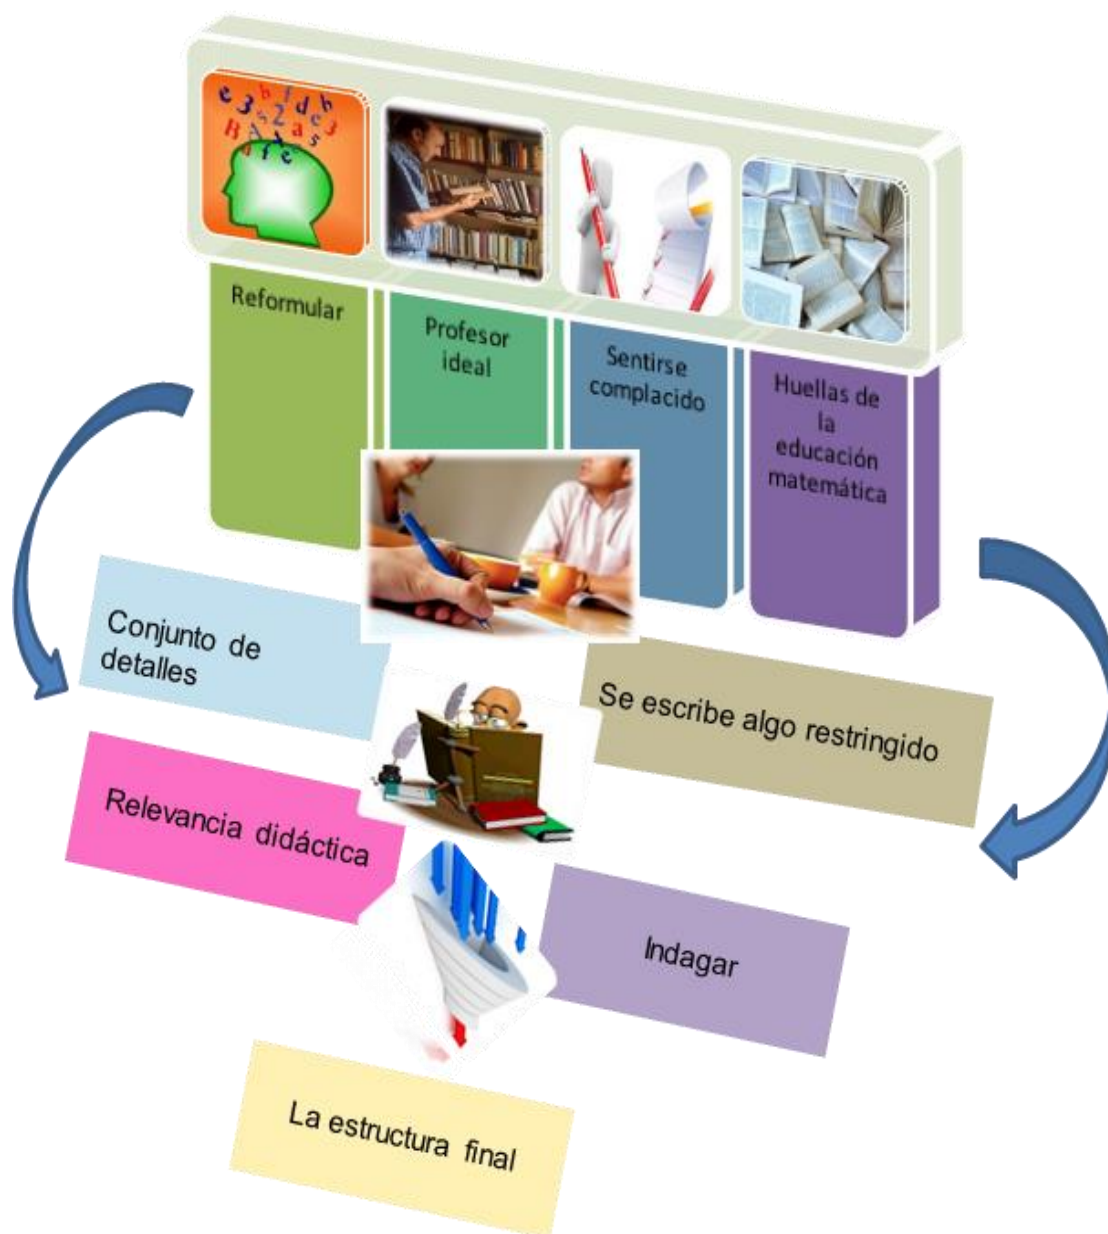 Reformular
Profesor
ideal
Sentirse
complacido
Huellas de
la
educación
matemática
Conjunto de
detalles
Se escribe algo restringido
Relevancia didáctica
Indagar
La estructura final